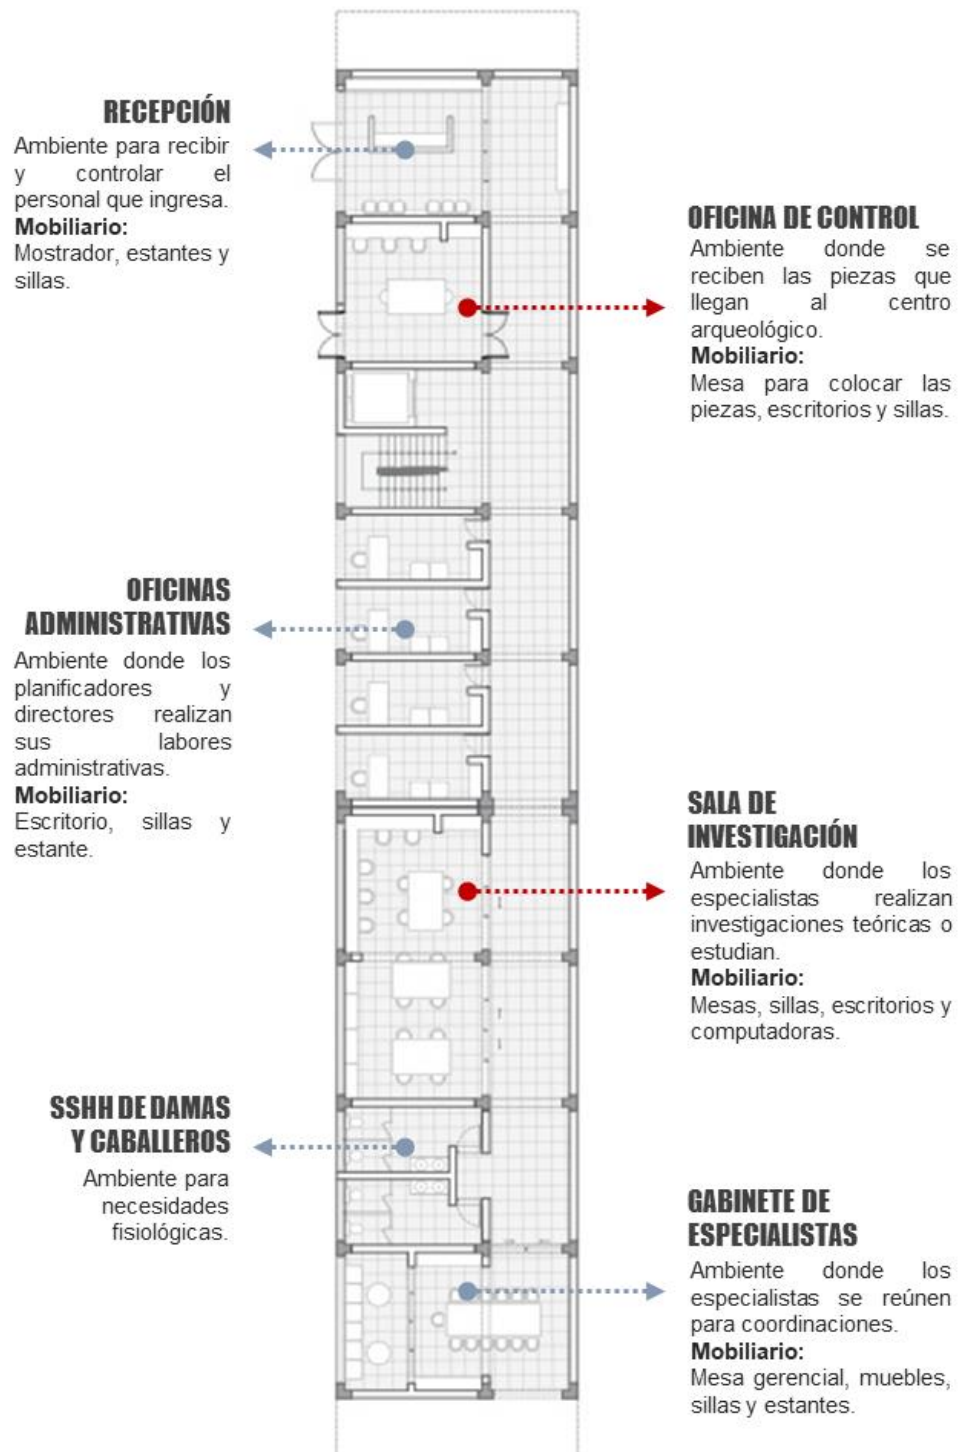 RECEPCIÓN
Ambiente para recibir
y controlar el
personal que ingresa.
Mobiliario:
Mostrador, estantes y
sillas.
OFICINA DE CONTROL
Ambiente donde se
reciben las piezas que
llegan al centro
arqueológico.
Mobiliario:
Mesa para colocar las
piezas, escritorios y sillas.
OFICINAS
ADMINISTRATIVAS
Ambiente donde los
planificadores y
directores realizan
sus labores
administrativas.
Mobiliario:
Escritorio, sillas y
estante.
SALA DE
INVESTIGACIÓN
Ambiente donde los
especialistas realizan
investigaciones teóricas o
estudian.
Mobiliario:
Mesas, sillas, escritorios y
computadoras.
SSHH DE DAMAS
Y CABALLEROS
Ambiente para
necesidades
fisiológicas.
GABINETE DE
ESPECIALISTAS
Ambiente donde los
especialistas se reúnen
para coordinaciones.
Mobiliario:
Mesa gerencial, muebles,
sillas y estantes.